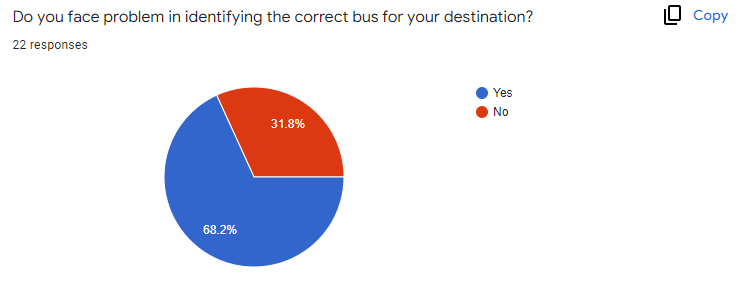 Do you face problem in identifying the correct bus for your destination?
Copy
22 responses
Yes
No
31.8%
68.2%